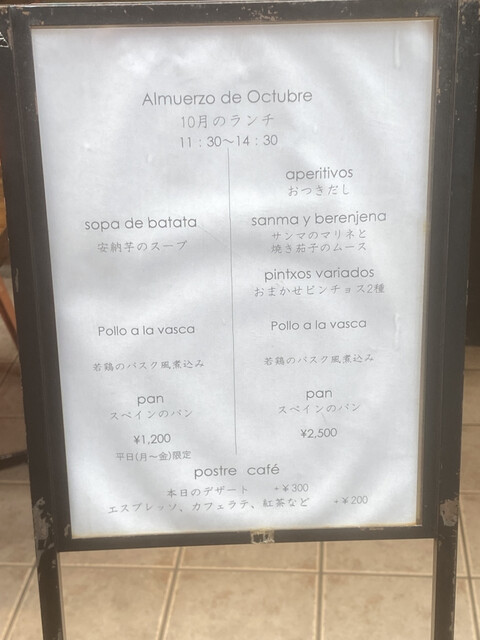 Almuerzo de Octubre
10月のランチ
11：30～14：30
sopa de batata
安納芋のスープ
Pollo a la vasca
若鶏のバスク風煮込み
pan
スペインのパン
¥1,200
平日(月～金)限定
aperitivos
おつきだし
sanma y berenjena
サンマのマリネと
焼き茄子のムース
pintxos variados
おまかせピンチョス2種
Pollo a la vasca
若鶏のバスク風煮込み
pan
スペインのパン
¥2,500
postre café
本日のデザート +¥300
エスプレッソ、カフェラテ、紅茶など +¥200